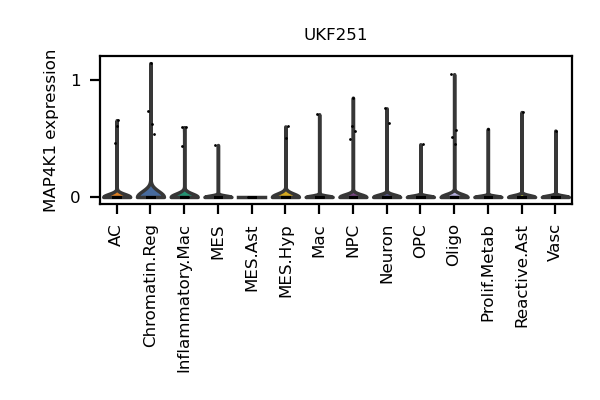 UKF251
MAP4K1 expression
1
0
AC
Chromatin.Reg
Inflammatory.Mac
MES
MES.Ast
MES.Hyp
Mac
NPC
Neuron
OPC
Oligo
Prolif.Metab
Reactive.Ast
Vasc